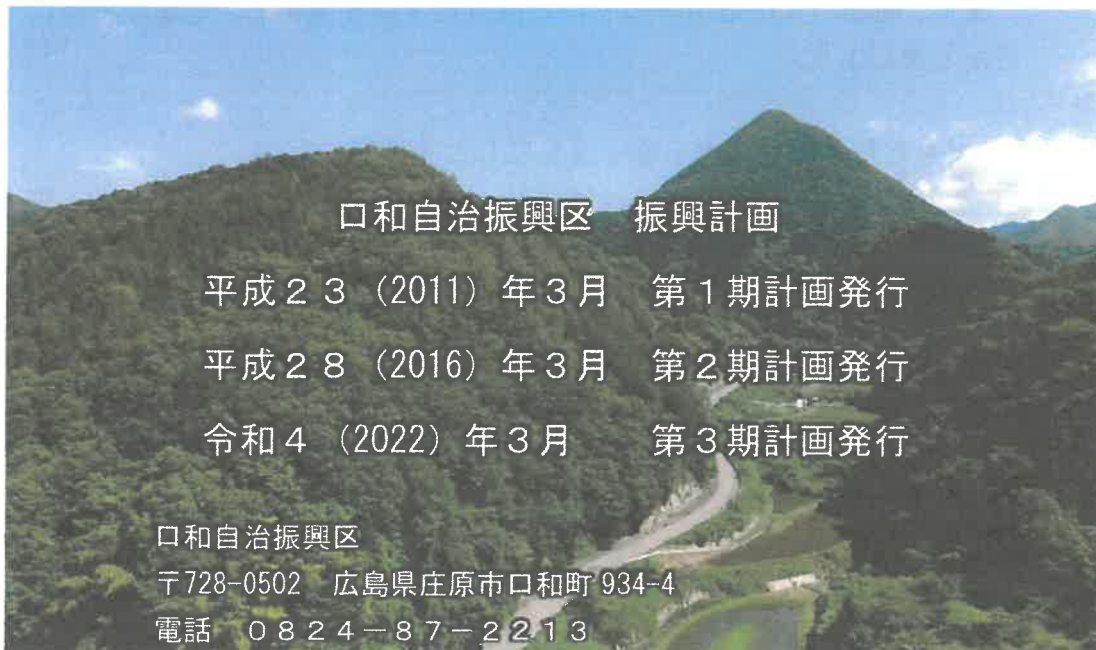 口和自治振興区　振興計画
平成２３（2011）年３月　第１期計画発行
平成２８（2016）年３月　第２期計画発行
令和４（2022）年３月　　第３期計画発行
口和自治振興区
〒728-0502　広島県庄原市口和町 934-4
電話　０８２４－８７－２２１３